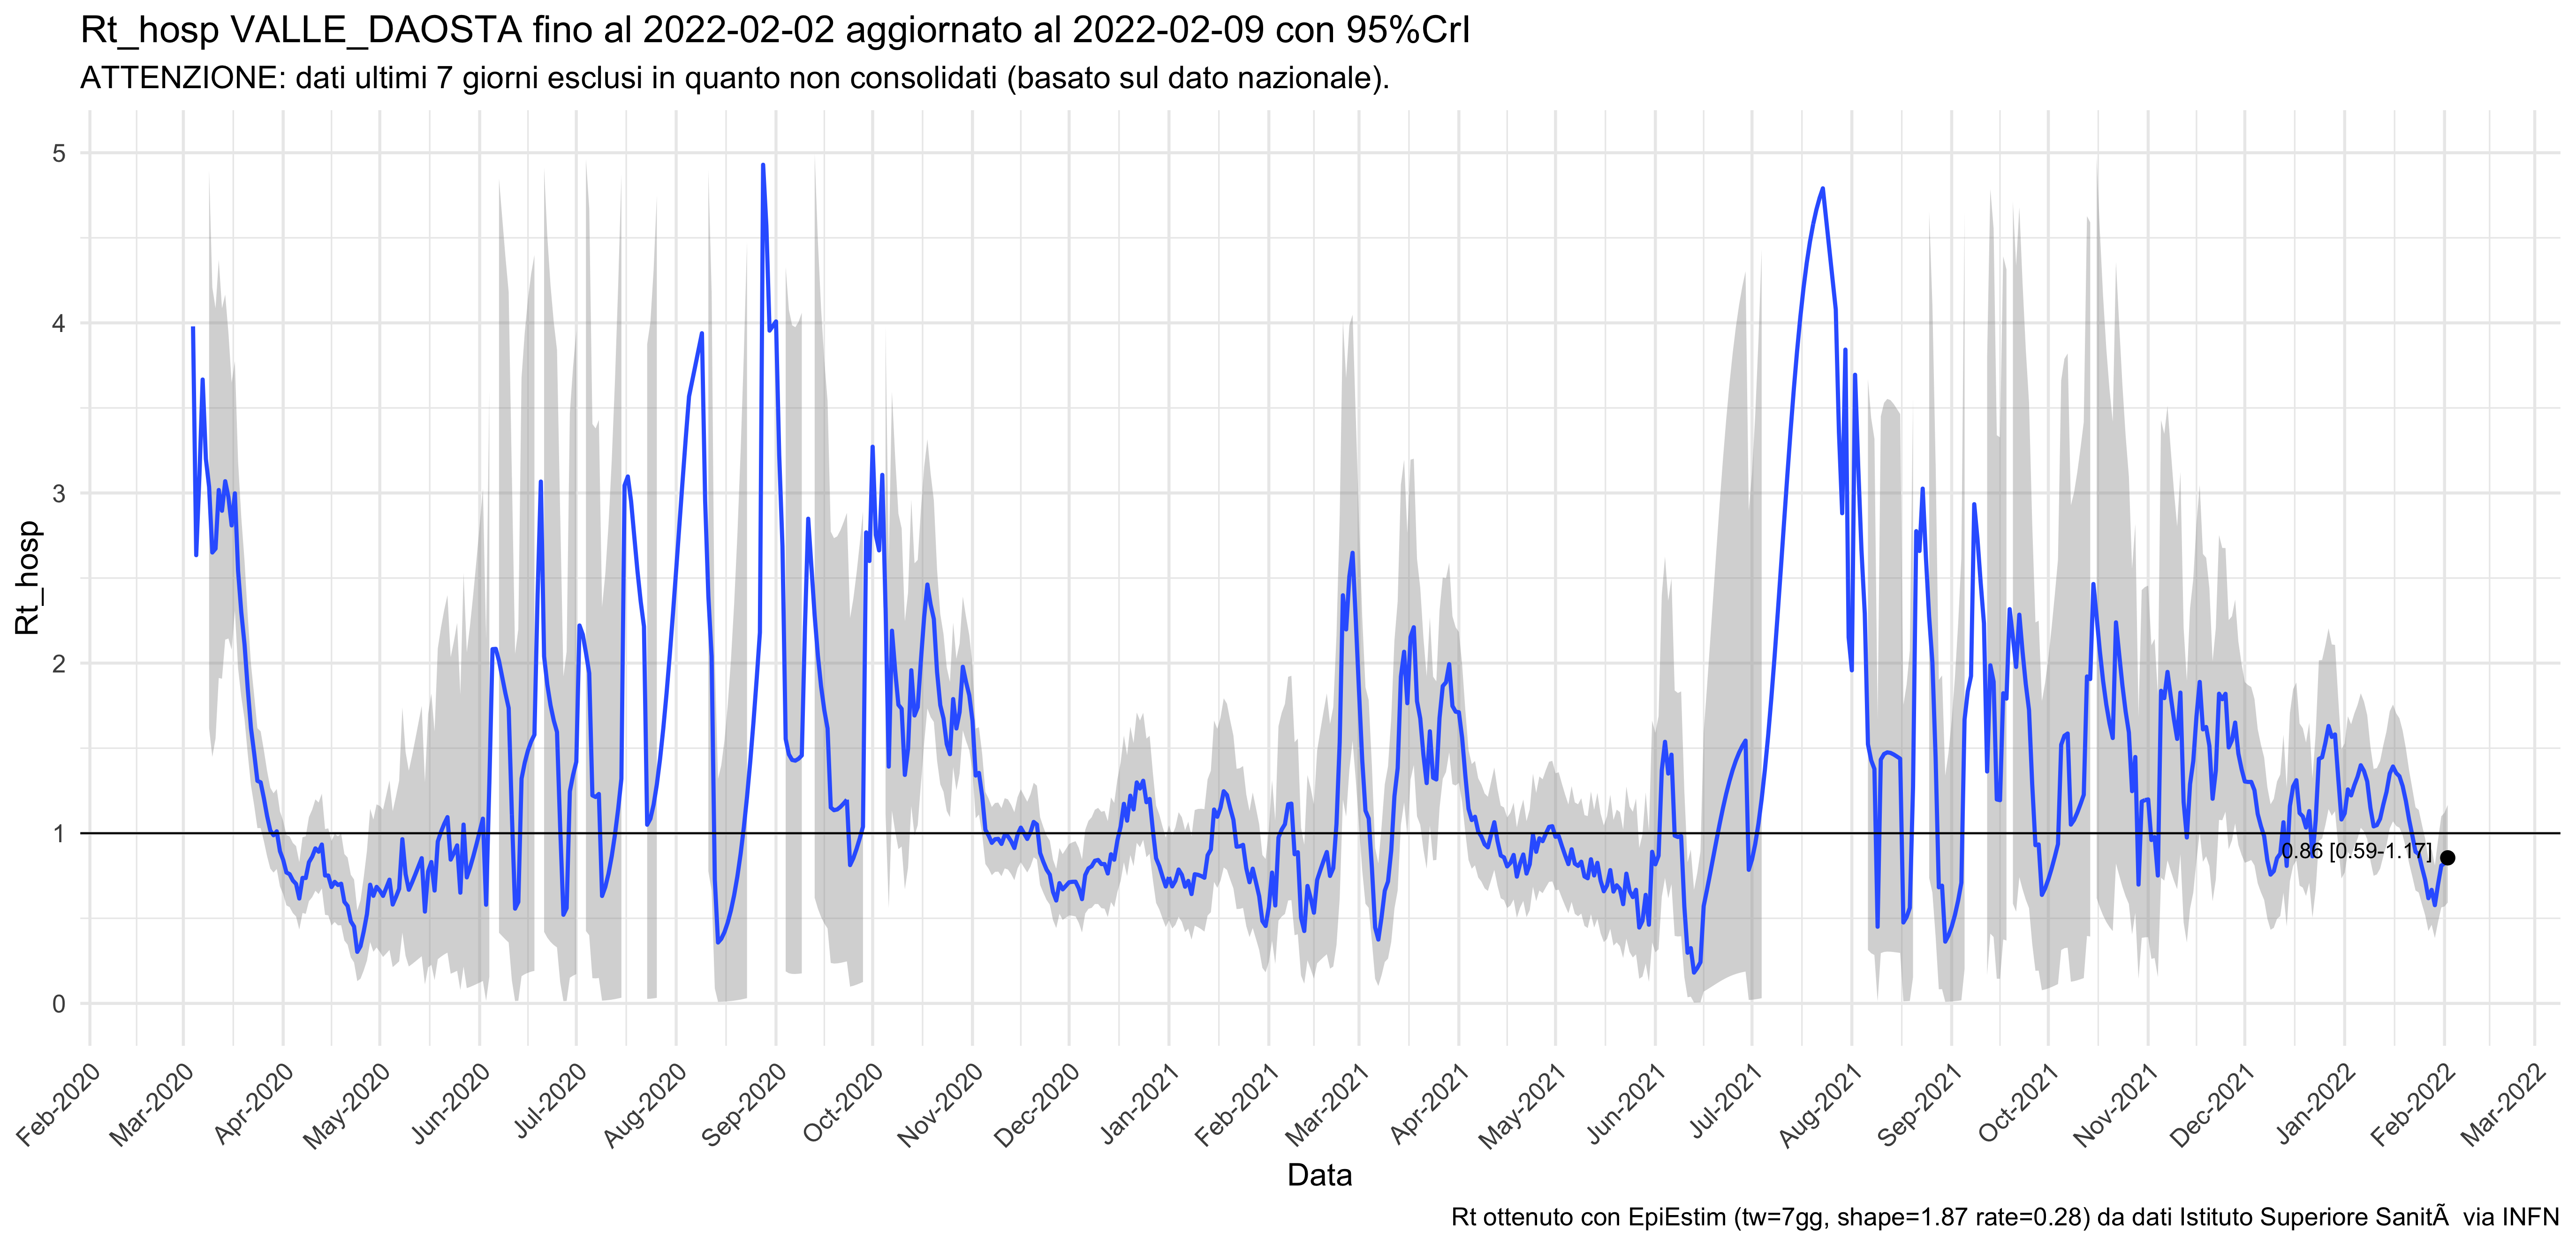 Rt_hosp VALLE_DAOSTA fino al 2022-02-02 aggiornato al 2022-02-09 con 95%CrI
ATTENZIONE: dati ultimi 7 giorni esclusi in quanto non consolidati (basato sul dato nazionale).
5
4
3
2
1
0
Rt_hosp
0.86 [0.59-1.17]
Feb-2020
Mar-2020
Apr-2020
May-2020
Jun-2020
Jul-2020
Aug-2020
Sep-2020
Oct-2020
Nov-2020
Dec-2020
Jan-2021
Feb-2021
Mar-2021
Apr-2021
May-2021
Jun-2021
Jul-2021
Aug-2021
Sep-2021
Oct-2021
Nov-2021
Dec-2021
Jan-2022
Feb-2022
Mar-2022
Data
Rt ottenuto con EpiEstim (tw=7gg, shape=1.87 rate=0.28) da dati Istituto Superiore SanitÃ  via INFN